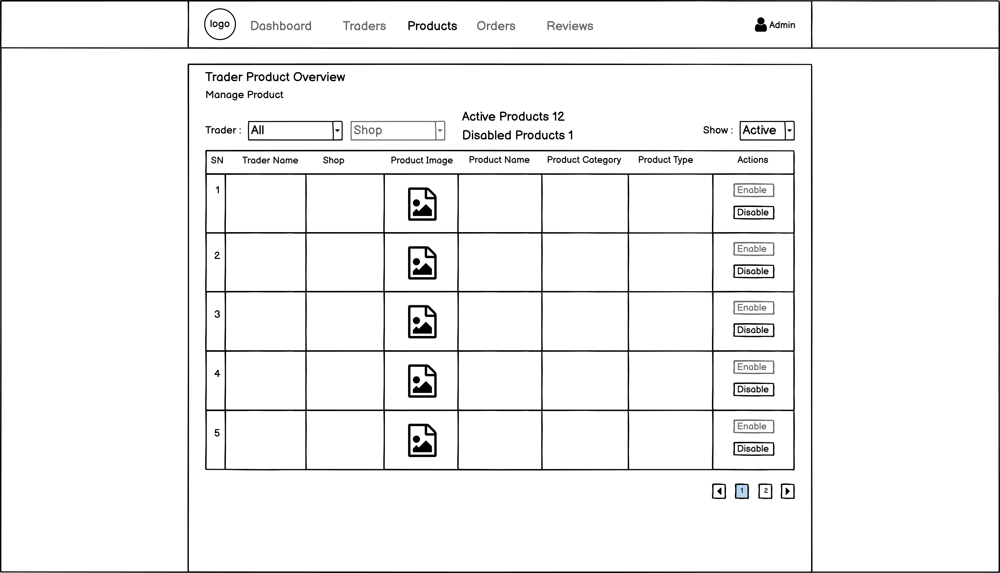 logo Dashboard Traders Products Orders Reviews Admin
Trader Product Overview
Manage Product
Active Products 12
Trader : All Shop Show : Active
Disabled Products 1
SN Trader Name Shop Product Image Product Name Product Category Product Type Actions
1 Enable
Disable
2 Enable
Disable
3 Enable
Disable
4 Enable
Disable
5 Enable
Disable
1 2